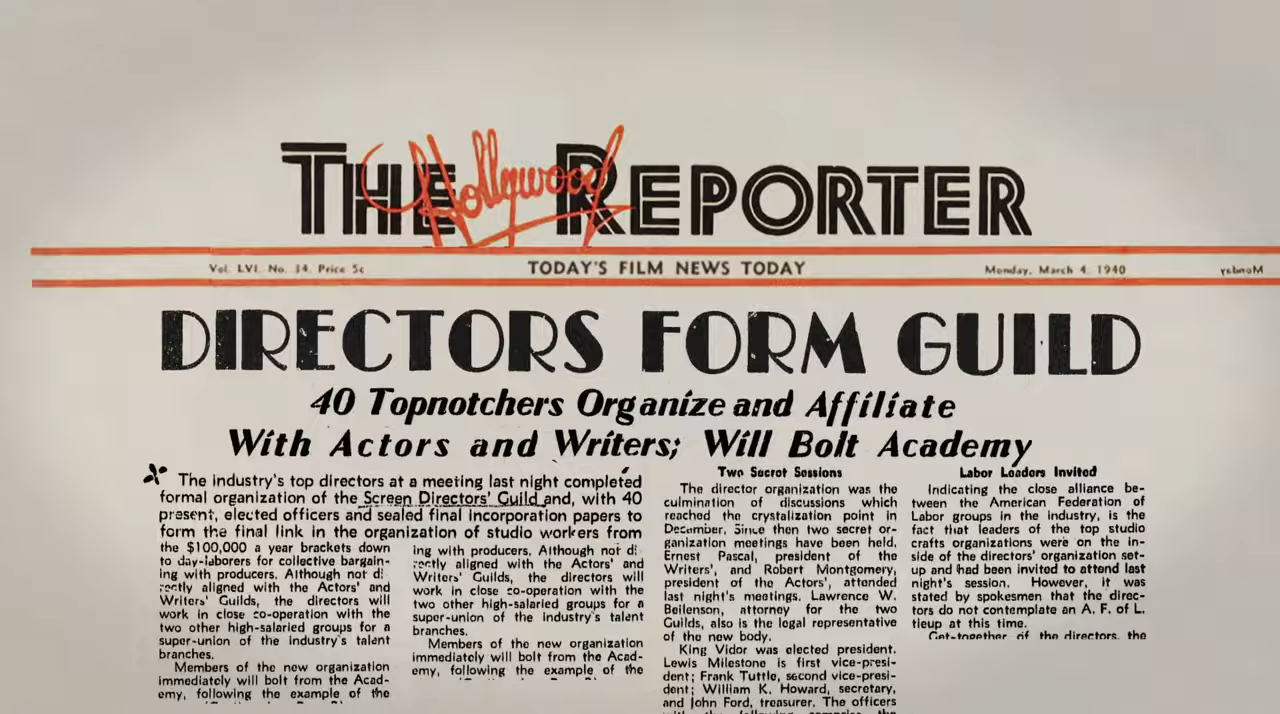 THE Hollywood REPORTER
Vol. LVI. No. 34. Price 5c
TODAY'S FILM NEWS TODAY
Monday, March 4, 1940
Monday
DIRECTORS FORM GUILD
40 Topnotchers Organize and Affiliate
With Actors and Writers; Will Bolt Academy
The industry's top directors at a meeting last night completed
formal organization of the Screen Directors' Guild and, with 40
present, elected officers and sealed final incorporation papers to
form the final link in the organization of studio workers from
the $100,000 a year brackets down
to day-laborers for collective bargain-
ing with producers. Although not di-
rectly aligned with the Actors' and
Writers' Guilds, the directors will
work in close co-operation with the
two other high-salaried groups for a
super-union of the industry's talent
branches.
Members of the new organization
immediately will bolt from the Acad-
emy, following the example of the
ing with producers. Although not di
rectly aligned with the Actors' and
Writers' Guilds, the directors will
work in close co-operation with the
two other high-salaried groups for a
super-union of the industry's talent
branches.
Members of the new organization
immediately will bolt from the Acad-
emy, following the example of the
Two Secret Sessions
The director organization was the
culmination of discussions which
reached the crystalization point in
December. Since then two secret or-
ganization meetings have been held.
Ernest Pascal, president of the
Writers', and Robert Montgomery,
president of the Actors', attended
last night's meetings. Lawrence W.
Beilenson, attorney for the two
Guilds, also is the legal representative
of the new body.
King Vidor was elected president.
Lewis Milestone is first vice-presi-
dent; Frank Tuttle, second vice-presi-
dent; William K. Howard, secretary,
and John Ford, treasurer. The officers
with the following comprise the
Labor Leaders Invited
Indicating the close alliance be-
tween the American Federation of
Labor groups in the industry, is the
fact that leaders of the top studio
crafts organizations were on the in-
side of the directors' organization set-
up and had been invited to attend last
night's session. However, it was
stated by spokesmen that the direc-
tors do not contemplate an A. F. of L.
tieup at this time.
Get-together of the directors, the